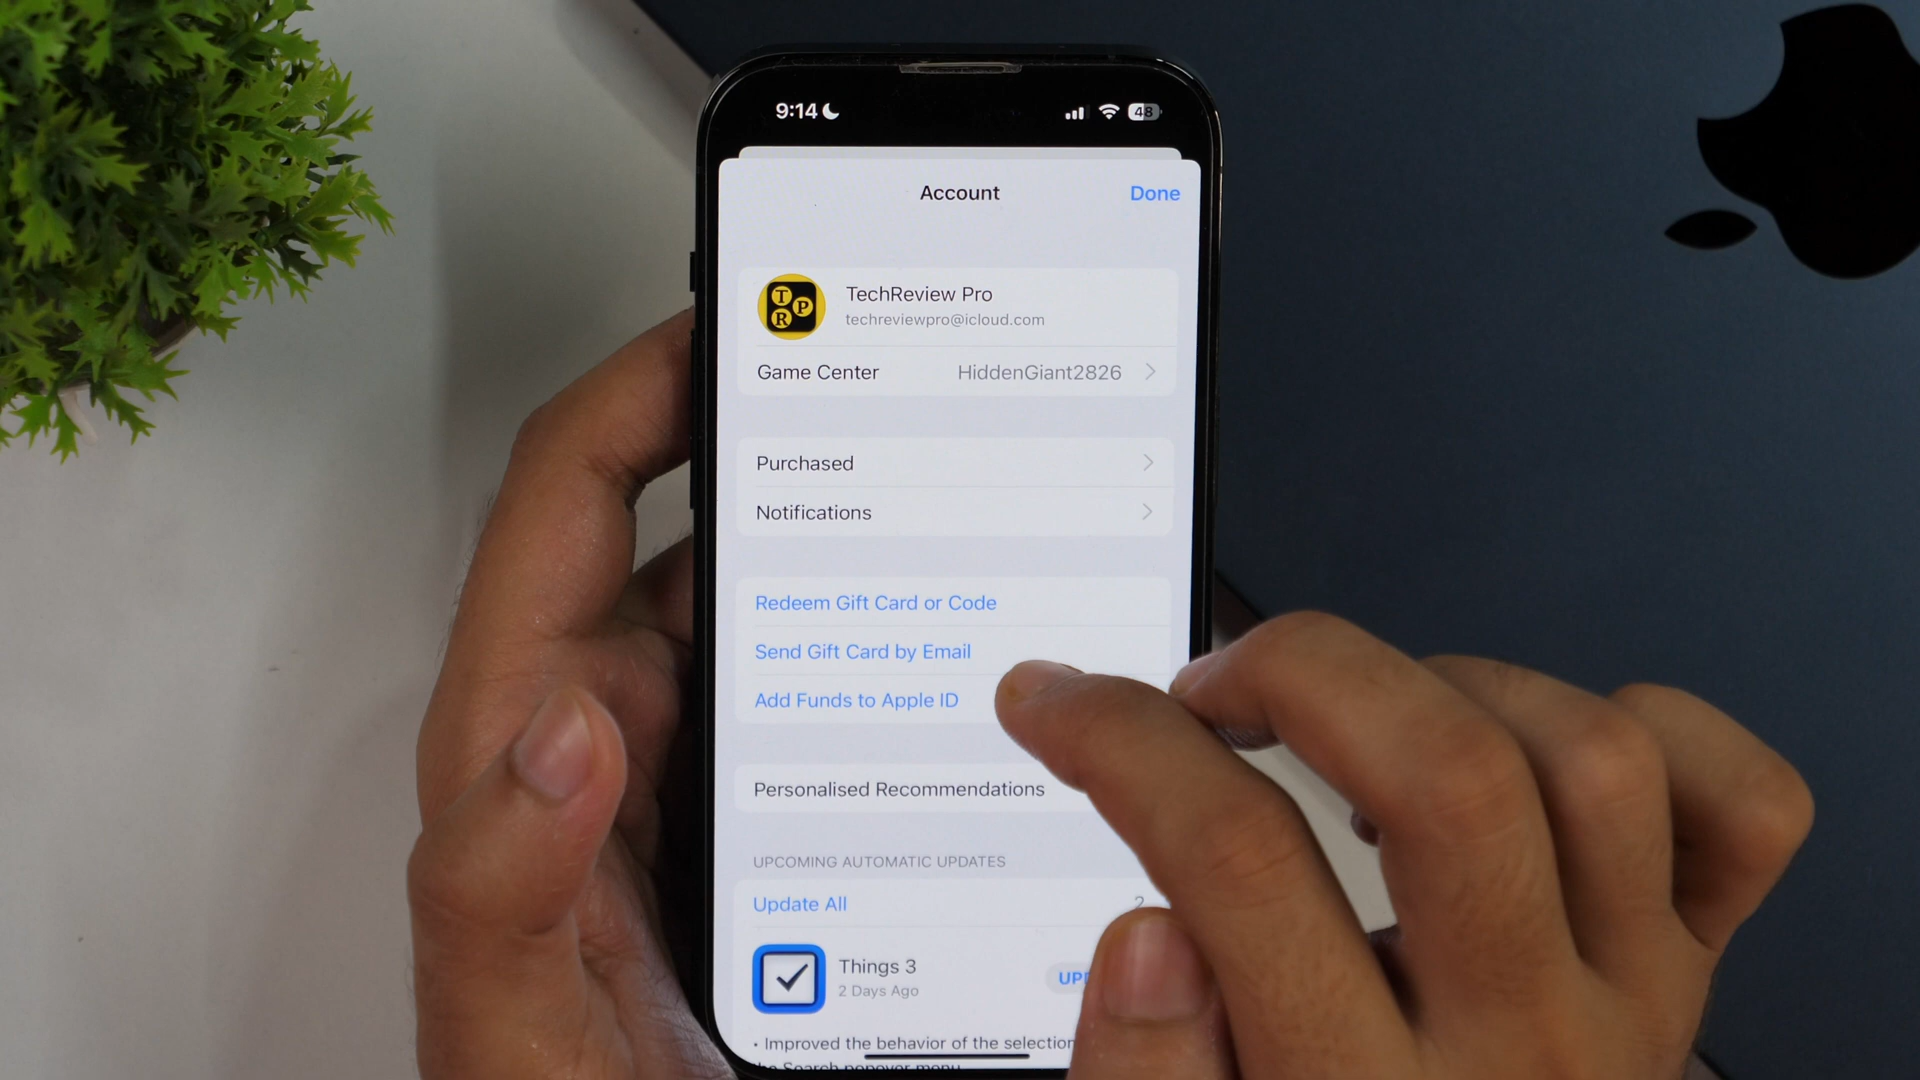 9:14
48
Account
Done
T
P
R
TechReview Pro
techreviewpro@icloud.com
Game Center
HiddenGiant2826
Purchased
Notifications
Redeem Gift Card or Code
Send Gift Card by Email
Add Funds to Apple ID
Personalised Recommendations
UPCOMING AUTOMATIC UPDATES
Update All
2
Things 3
2 Days Ago
• Improved the behavior of the selection
Search popover menu